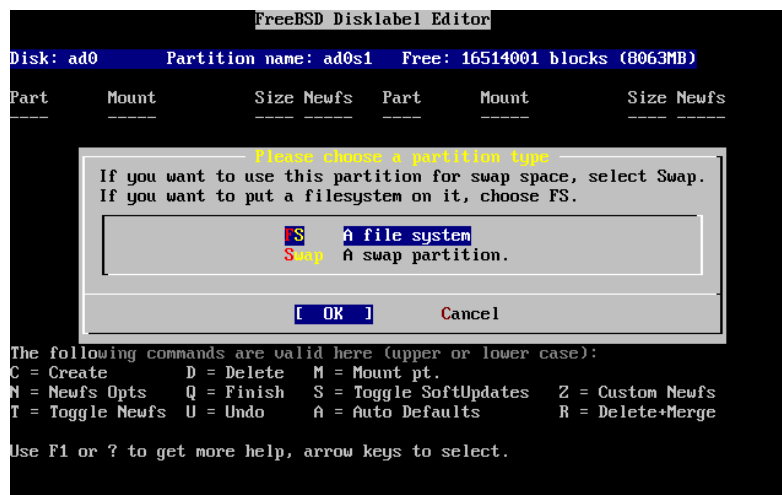 FreeBSD Disklabel Editor
Disk: ad0 Partition name: ad0s1 Free: 16514001 blocks (8063MB)
Part Mount Size Newfs Part Mount Size Newfs
---- ----- ---- ----- ---- ----- ---- -----
Please choose a partition type
If you want to use this partition for swap space, select Swap.
If you want to put a filesystem on it, choose FS.
FS A file system
Swap A swap partition.
[ OK ] Cancel
The following commands are valid here (upper or lower case):
C = Create D = Delete M = Mount pt.
N = Newfs Opts Q = Finish S = Toggle SoftUpdates Z = Custom Newfs
T = Toggle Newfs U = Undo A = Auto Defaults R = Delete+Merge
Use F1 or ? to get more help, arrow keys to select.